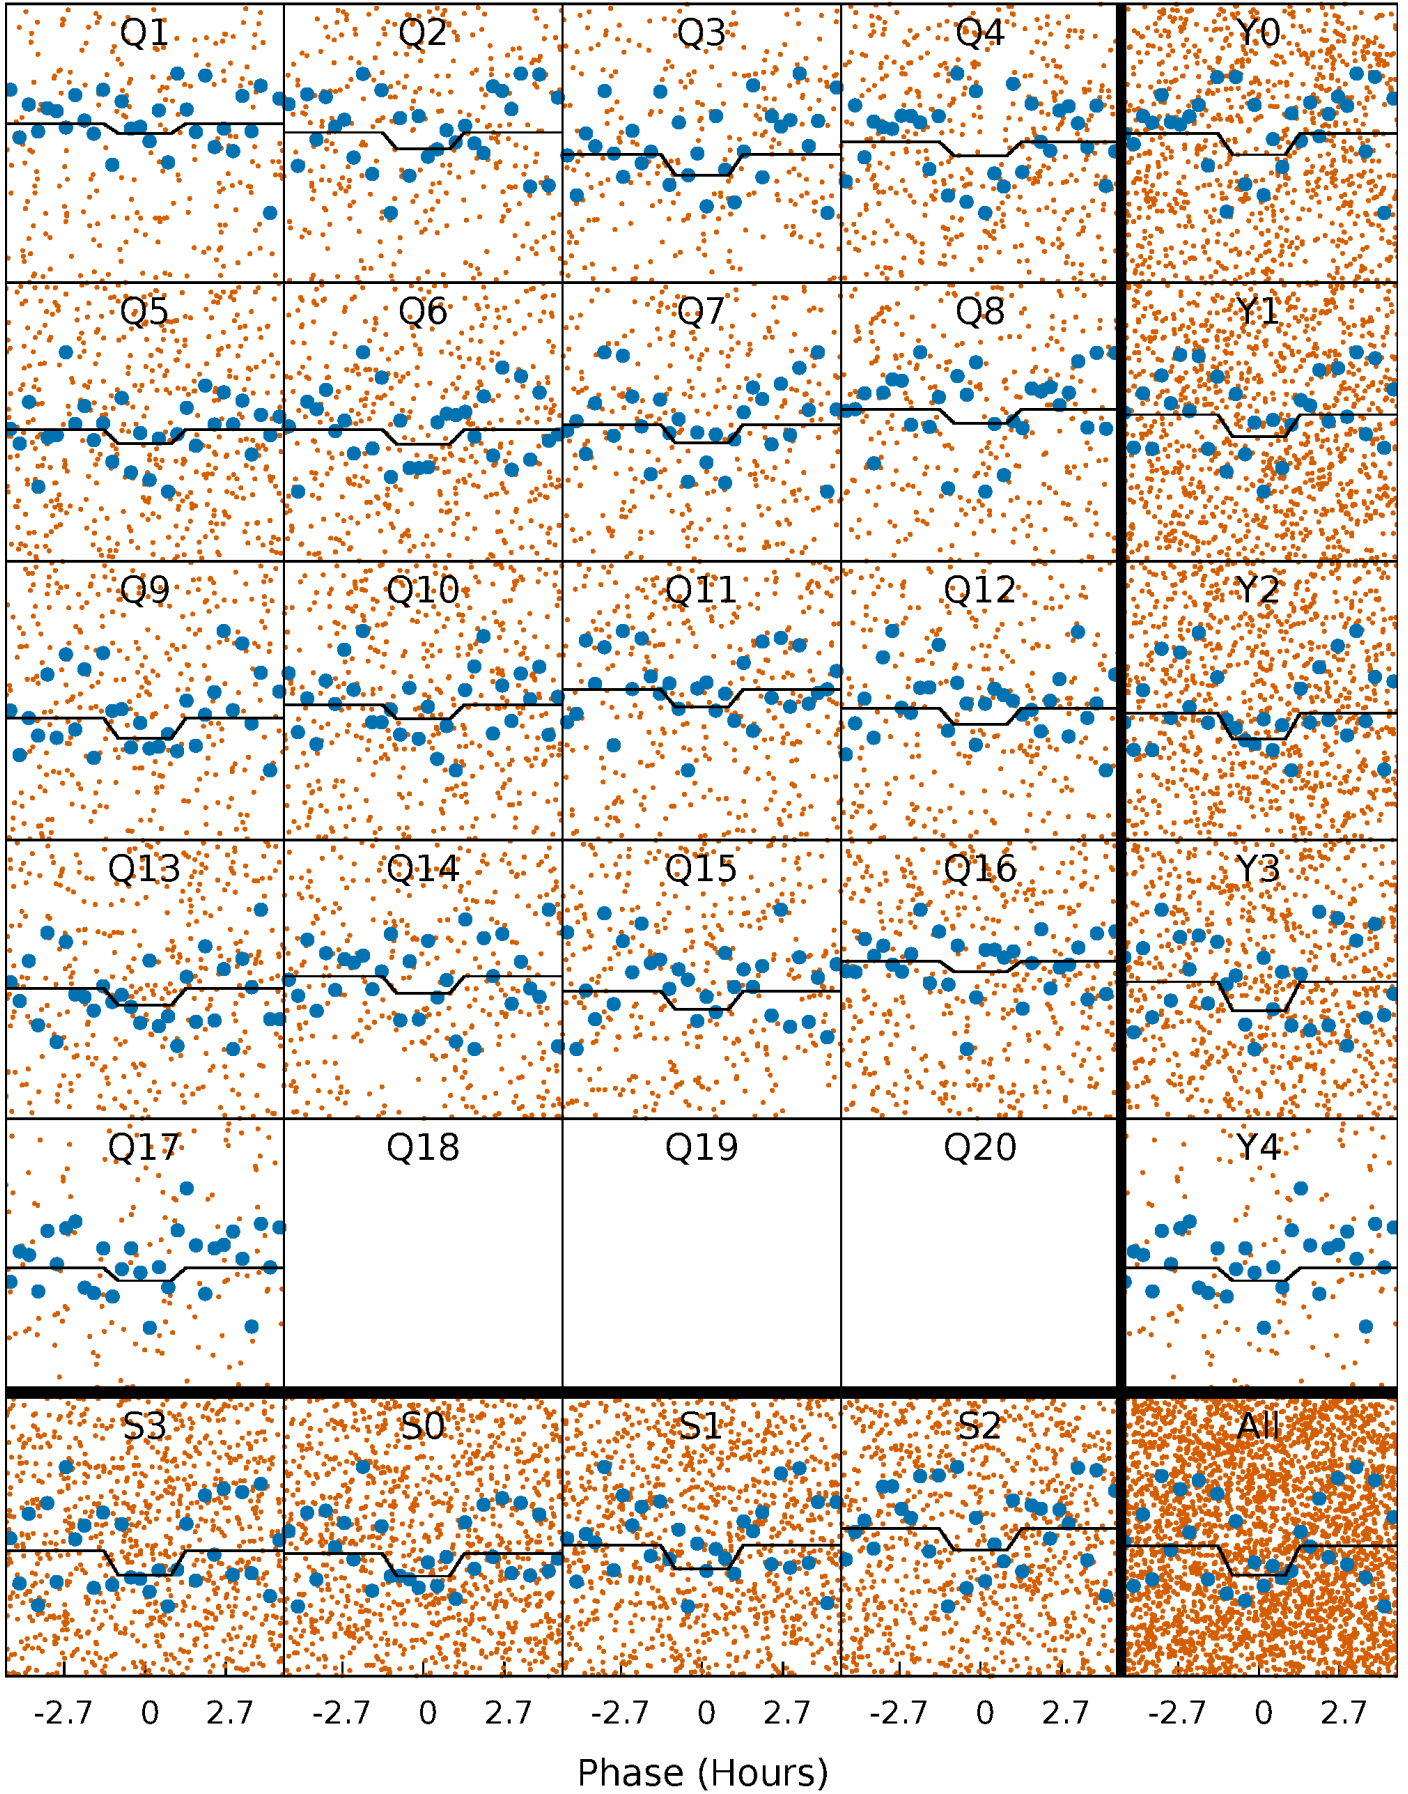 Q1 Q2 Q3 Q4 Y0
Q5 Q6 Q7 Q8 Y1
Q9 Q10 Q11 Q12 Y2
Q13 Q14 Q15 Q16 Y3
Q17 Q18 Q19 Q20 Y4
S3 S0 S1 S2 All
-2.7 0 2.7 -2.7 0 2.7 -2.7 0 2.7 -2.7 0 2.7 -2.7 0 2.7
Phase (Hours)